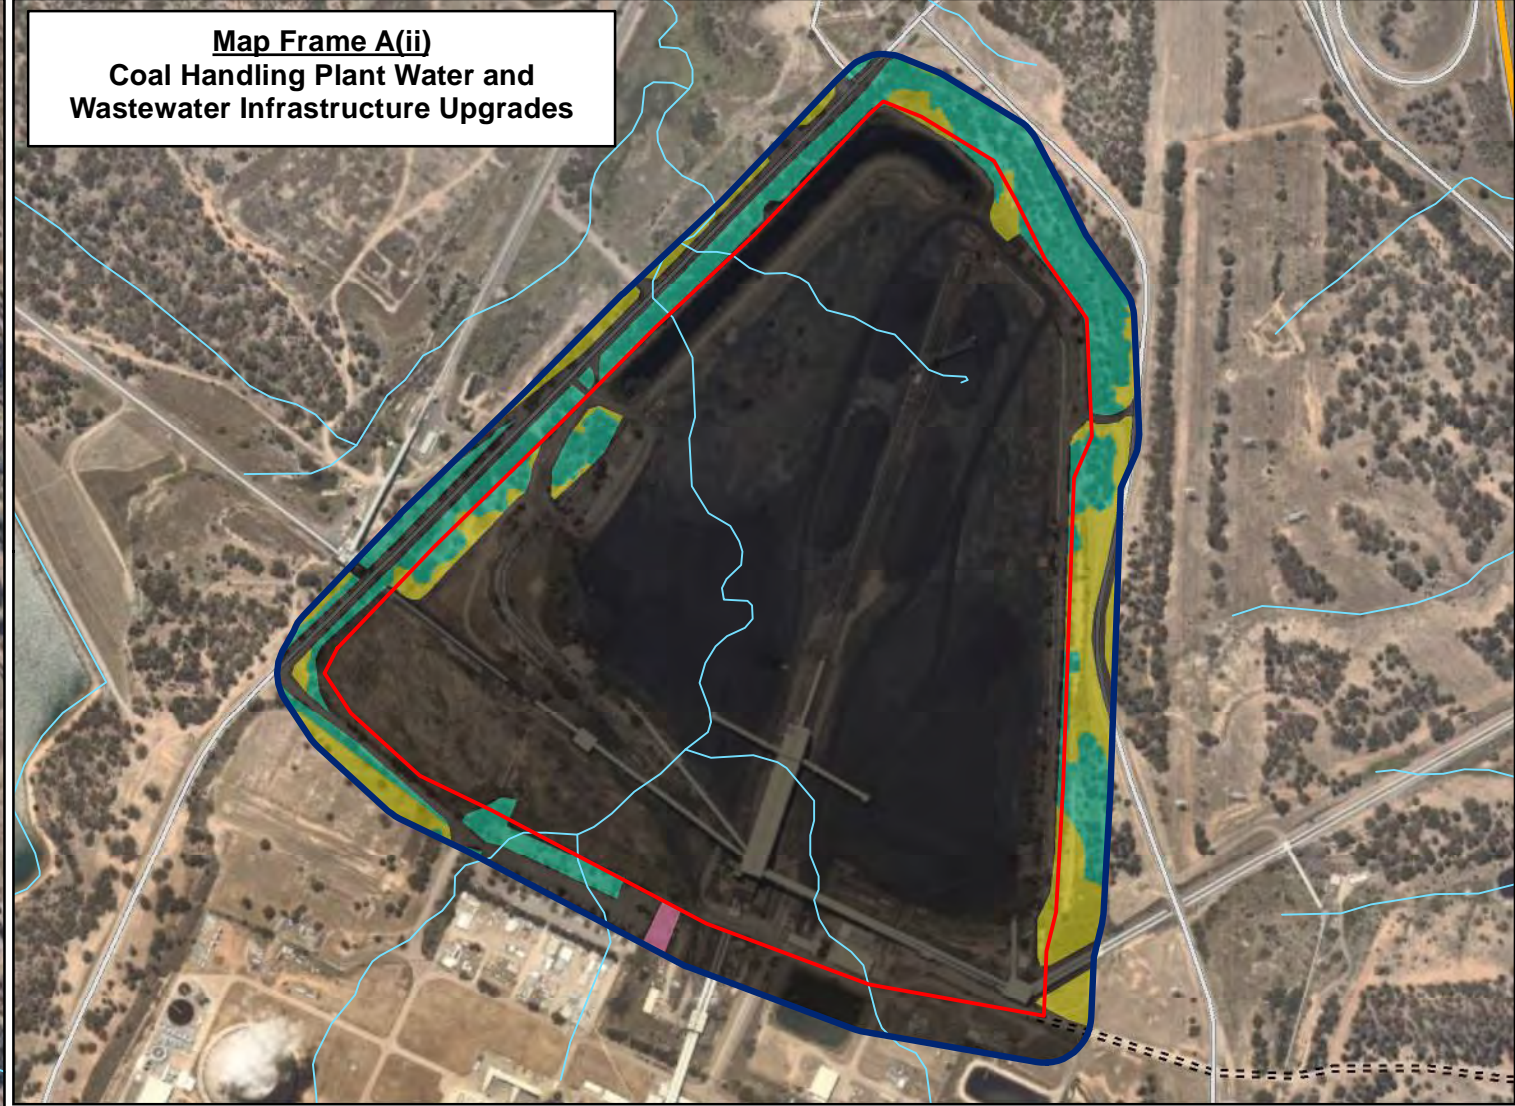 Map Frame A(ii)
Coal Handling Plant Water and
Wastewater Infrastructure Upgrades